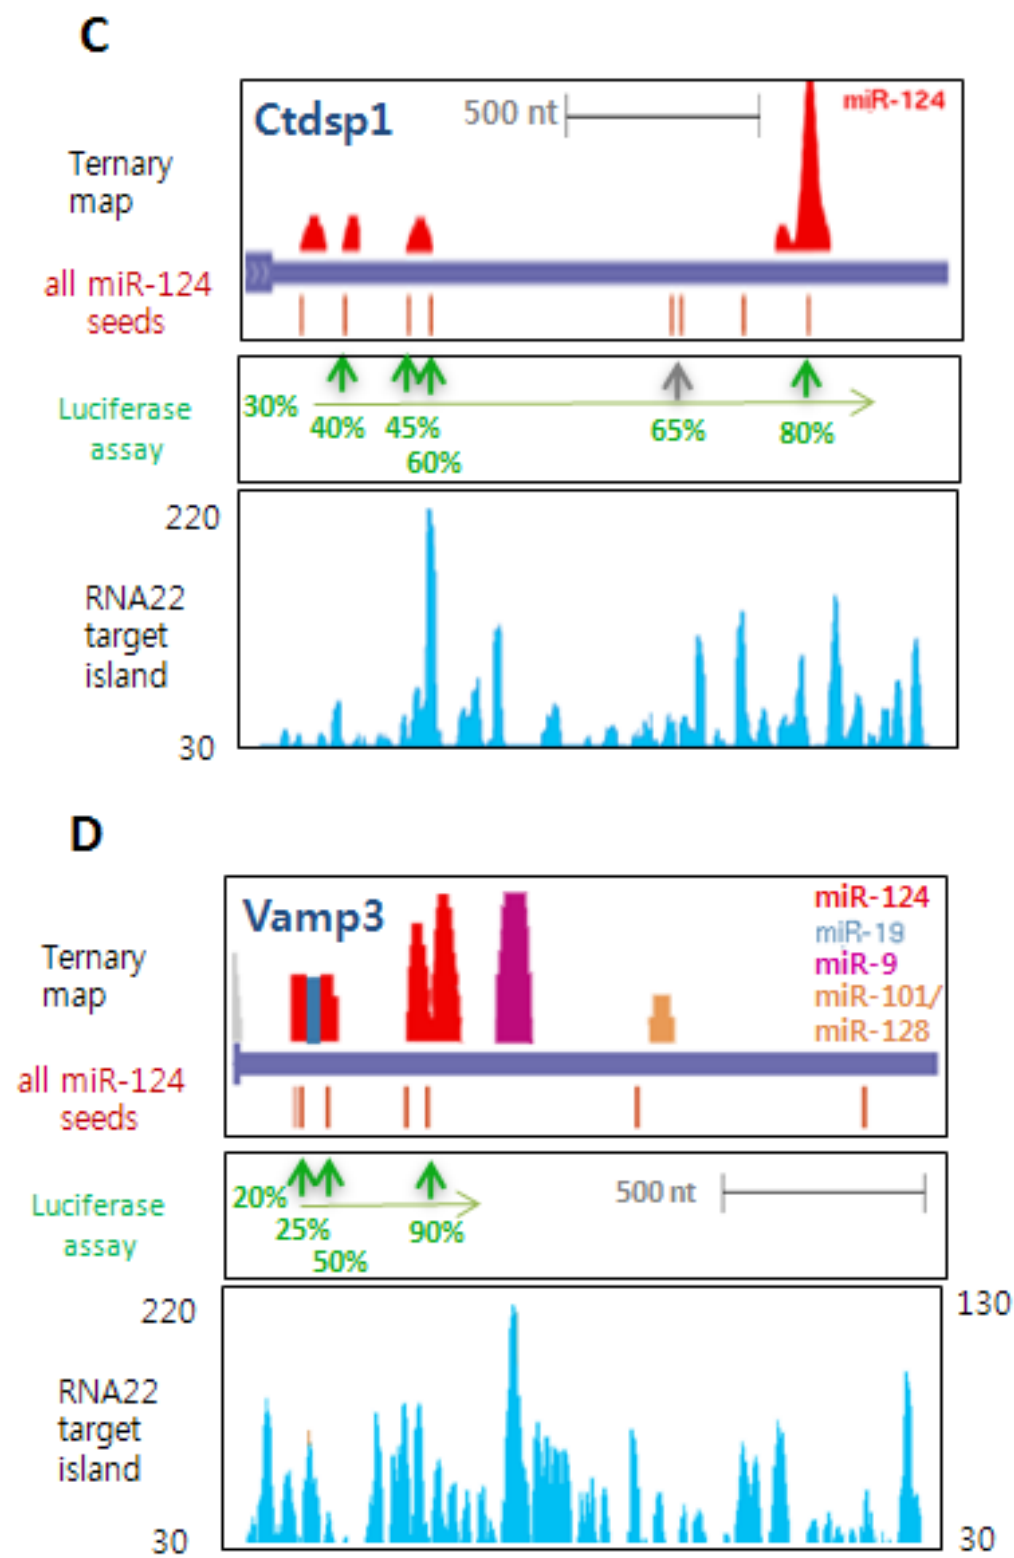 C
Ctdsp1
500 nt
miR-124
Ternary
map
all miR-124
seeds
Luciferase
assay
30%
40%
45%
60%
65%
80%
220
RNA22
target
island
30
D
Vamp3
miR-124
miR-19
miR-9
miR-101/
miR-128
Ternary
map
all miR-124
seeds
Luciferase
assay
20%
25%
50%
90%
500 nt
220
130
RNA22
target
island
30
30